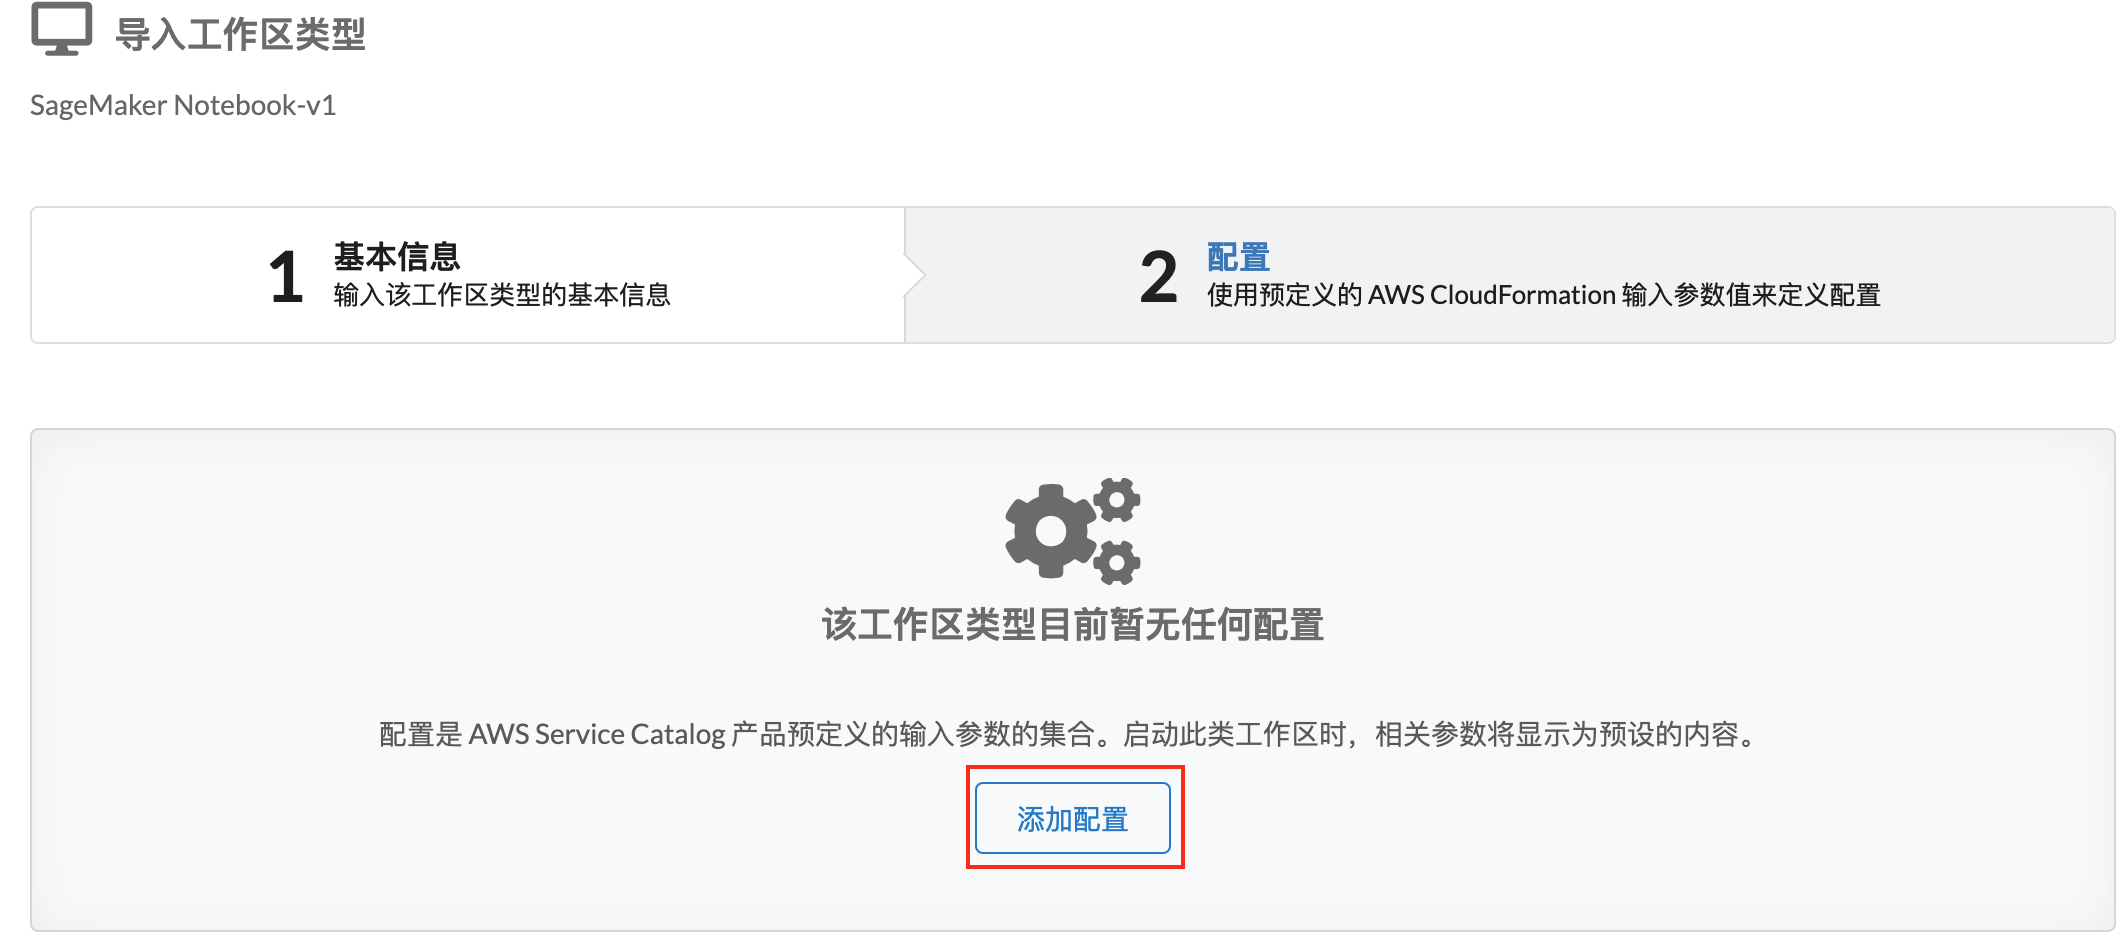 导入工作区类型
SageMaker Notebook-v1
1
基本信息
输入该工作区类型的基本信息
2
配置
使用预定义的 AWS CloudFormation 输入参数值来定义配置
该工作区类型目前暂无任何配置
配置是 AWS Service Catalog 产品预定义的输入参数的集合。启动此类工作区时，相关参数将显示为预设的内容。
添加配置